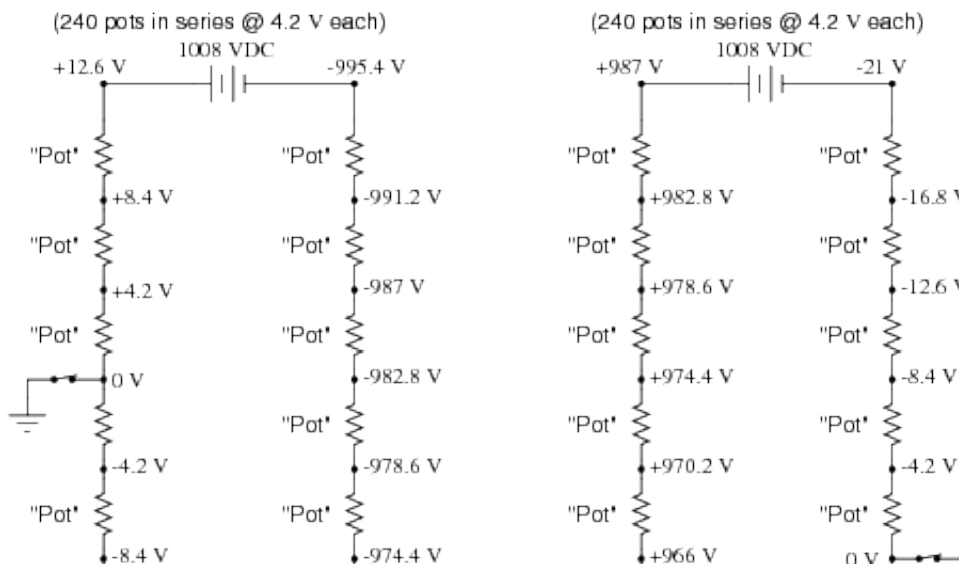 (240 pots in series @ 4.2 V each)
1008 VDC
+12.6 V
-995.4 V
"Pot"
"Pot"
+8.4 V
-991.2 V
"Pot"
"Pot"
+4.2 V
-987 V
"Pot"
"Pot"
0 V
-982.8 V
"Pot"
-4.2 V
-978.6 V
"Pot"
"Pot"
-8.4 V
-974.4 V
(240 pots in series @ 4.2 V each)
1008 VDC
+987 V
-21 V
"Pot"
"Pot"
+982.8 V
-16.8 V
"Pot"
"Pot"
+978.6 V
-12.6 V
"Pot"
"Pot"
+974.4 V
-8.4 V
"Pot"
"Pot"
+970.2 V
-4.2 V
"Pot"
"Pot"
+966 V
0 V